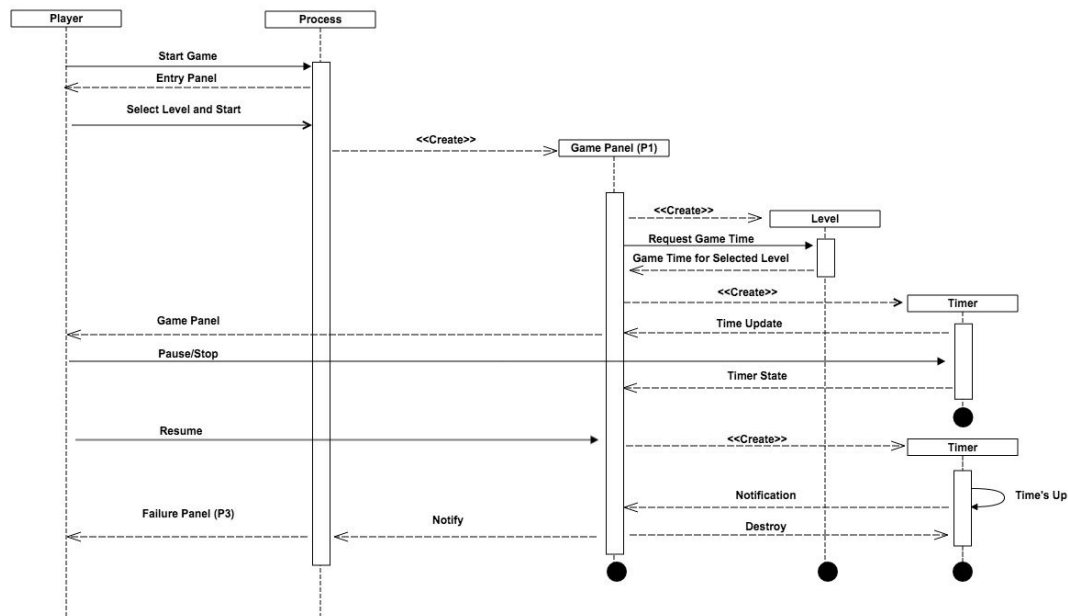 Player
Process
Start Game
Entry Panel
Select Level and Start
<<Create>>
Game Panel (P1)
<<Create>>
Level
Request Game Time
Game Time for Selected Level
<<Create>>
Timer
Game Panel
Time Update
Pause/Stop
Timer State
Resume
<<Create>>
Timer
Notification
Time's Up
Failure Panel (P3)
Notify
Destroy